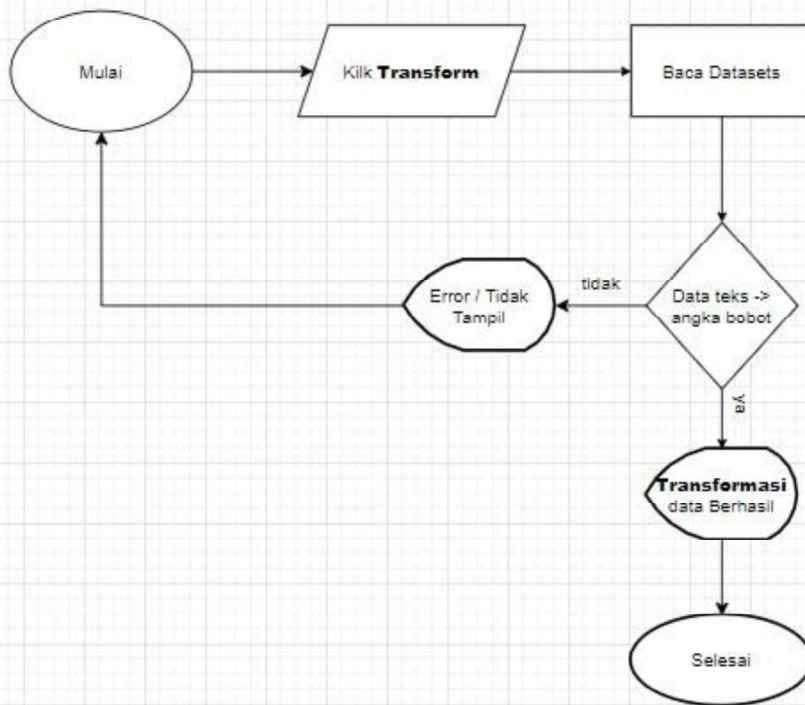 Mulai
Kilk Transform
Baca Datasets
Data teks ->
angka bobot
tidak
Error / Tidak
Tampil
ya
Transformasi
data Berhasil
Selesai